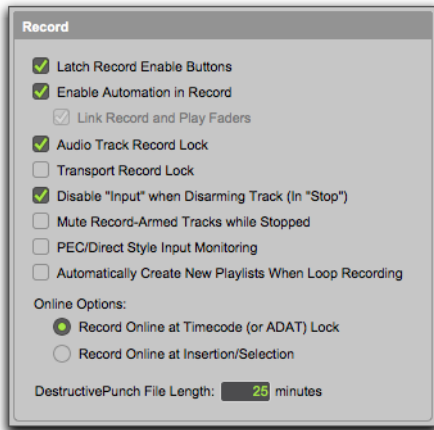 Record
Latch Record Enable Buttons
Enable Automation in Record
Link Record and Play Faders
Audio Track Record Lock
Transport Record Lock
Disable "Input" when Disarming Track (In "Stop")
Mute Record-Armed Tracks while Stopped
PEC/Direct Style Input Monitoring
Automatically Create New Playlists When Loop Recording
Online Options:
Record Online at Timecode (or ADAT) Lock
Record Online at Insertion/Selection
DestructivePunch File Length: 25 minutes